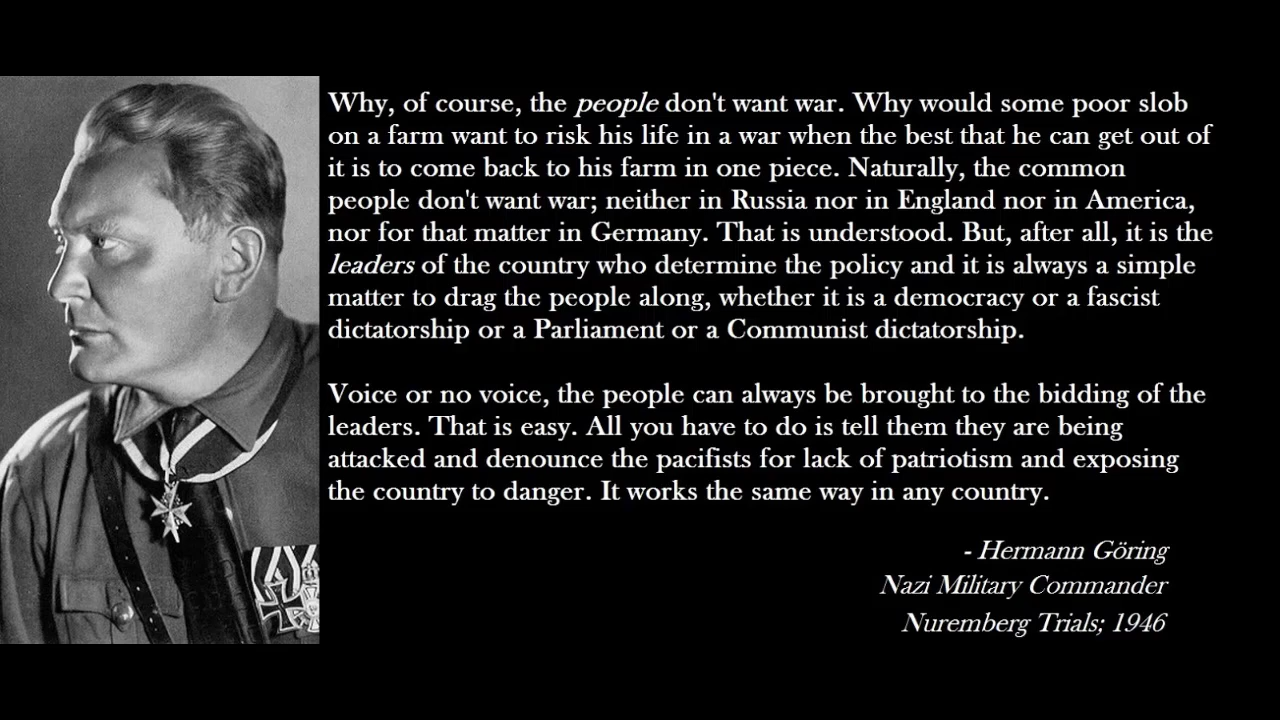 Why, of course, the people don't want war. Why would some poor slob
on a farm want to risk his life in a war when the best that he can get out of
it is to come back to his farm in one piece. Naturally, the common
people don't want war; neither in Russia nor in England nor in America,
nor for that matter in Germany. That is understood. But, after all, it is the
leaders of the country who determine the policy and it is always a simple
matter to drag the people along, whether it is a democracy or a fascist
dictatorship or a Parliament or a Communist dictatorship.
Voice or no voice, the people can always be brought to the bidding of the
leaders. That is easy. All you have to do is tell them they are being
attacked and denounce the pacifists for lack of patriotism and exposing
the country to danger. It works the same way in any country.
- Hermann Göring
Nazi Military Commander
Nuremberg Trials; 1946